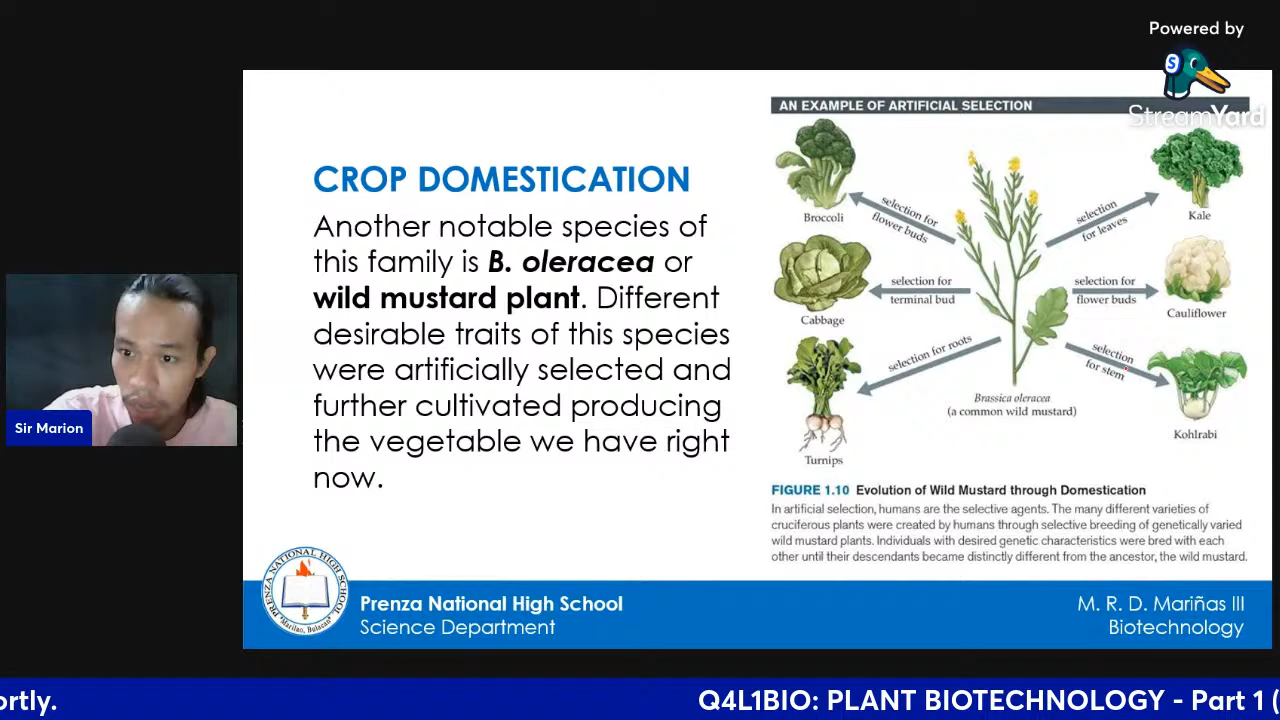 Powered by
S
StreamYard
AN EXAMPLE OF ARTIFICIAL SELECTION
CROP DOMESTICATION
Another notable species of
this family is B. oleracea or
wild mustard plant. Different
desirable traits of this species
were artificially selected and
further cultivated producing
the vegetable we have right
now.
Broccoli
selection for
flower buds
selection
for leaves
Kale
Cabbage
selection for
terminal bud
selection for
flower buds
Cauliflower
Turnips
selection for roots
selection
for stem
Kohlrabi
Brassica oleracea
(a common wild mustard)
FIGURE 1.10 Evolution of Wild Mustard through Domestication
In artificial selection, humans are the selective agents. The many different varieties of
cruciferous plants were created by humans through selective breeding of genetically varied
wild mustard plants. Individuals with desired genetic characteristics were bred with each
other until their descendants became distinctly different from the ancestor, the wild mustard.
Sir Marion
PRENZA NATIONAL HIGH SCHOOL
Marilao, Bulacan
Prenza National High School
Science Department
M. R. D. Mariñas III
Biotechnology
ortly.
Q4L1BIO: PLANT BIOTECHNOLOGY - Part 1 (